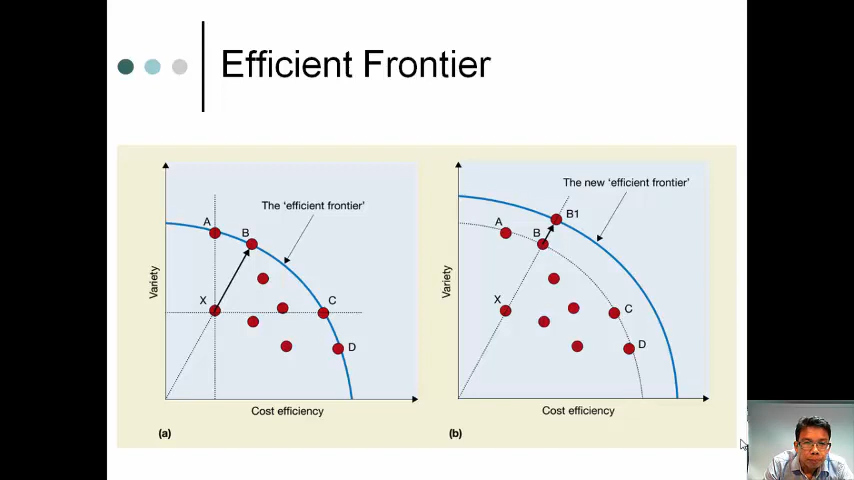 Efficient Frontier
The 'efficient frontier'
A
B
X
C
D
Variety
Cost efficiency
(a)
The new 'efficient frontier'
B1
A
B
X
C
D
Variety
Cost efficiency
(b)